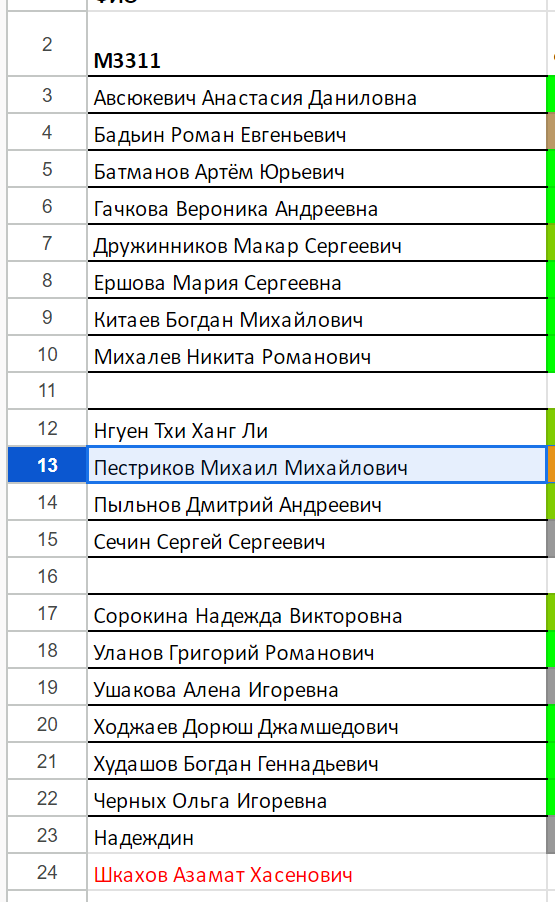 ФИО
2
М3311
3 Авсюкевич Анастасия Даниловна
4 Бадьин Роман Евгеньевич
5 Батманов Артём Юрьевич
6 Гачкова Вероника Андреевна
7 Дружинников Макар Сергеевич
8 Ершова Мария Сергеевна
9 Китаев Богдан Михайлович
10 Михалев Никита Романович
11
12 Нгуен Тхи Ханг Ли
13 Пестриков Михаил Михайлович
14 Пыльнов Дмитрий Андреевич
15 Сечин Сергей Сергеевич
16
17 Сорокина Надежда Викторовна
18 Уланов Григорий Романович
19 Ушакова Алена Игоревна
20 Ходжаев Дорюш Джамшедович
21 Худашов Богдан Геннадьевич
22 Черных Ольга Игоревна
23 Надеждин
24 Шкахов Азамат Хасенович